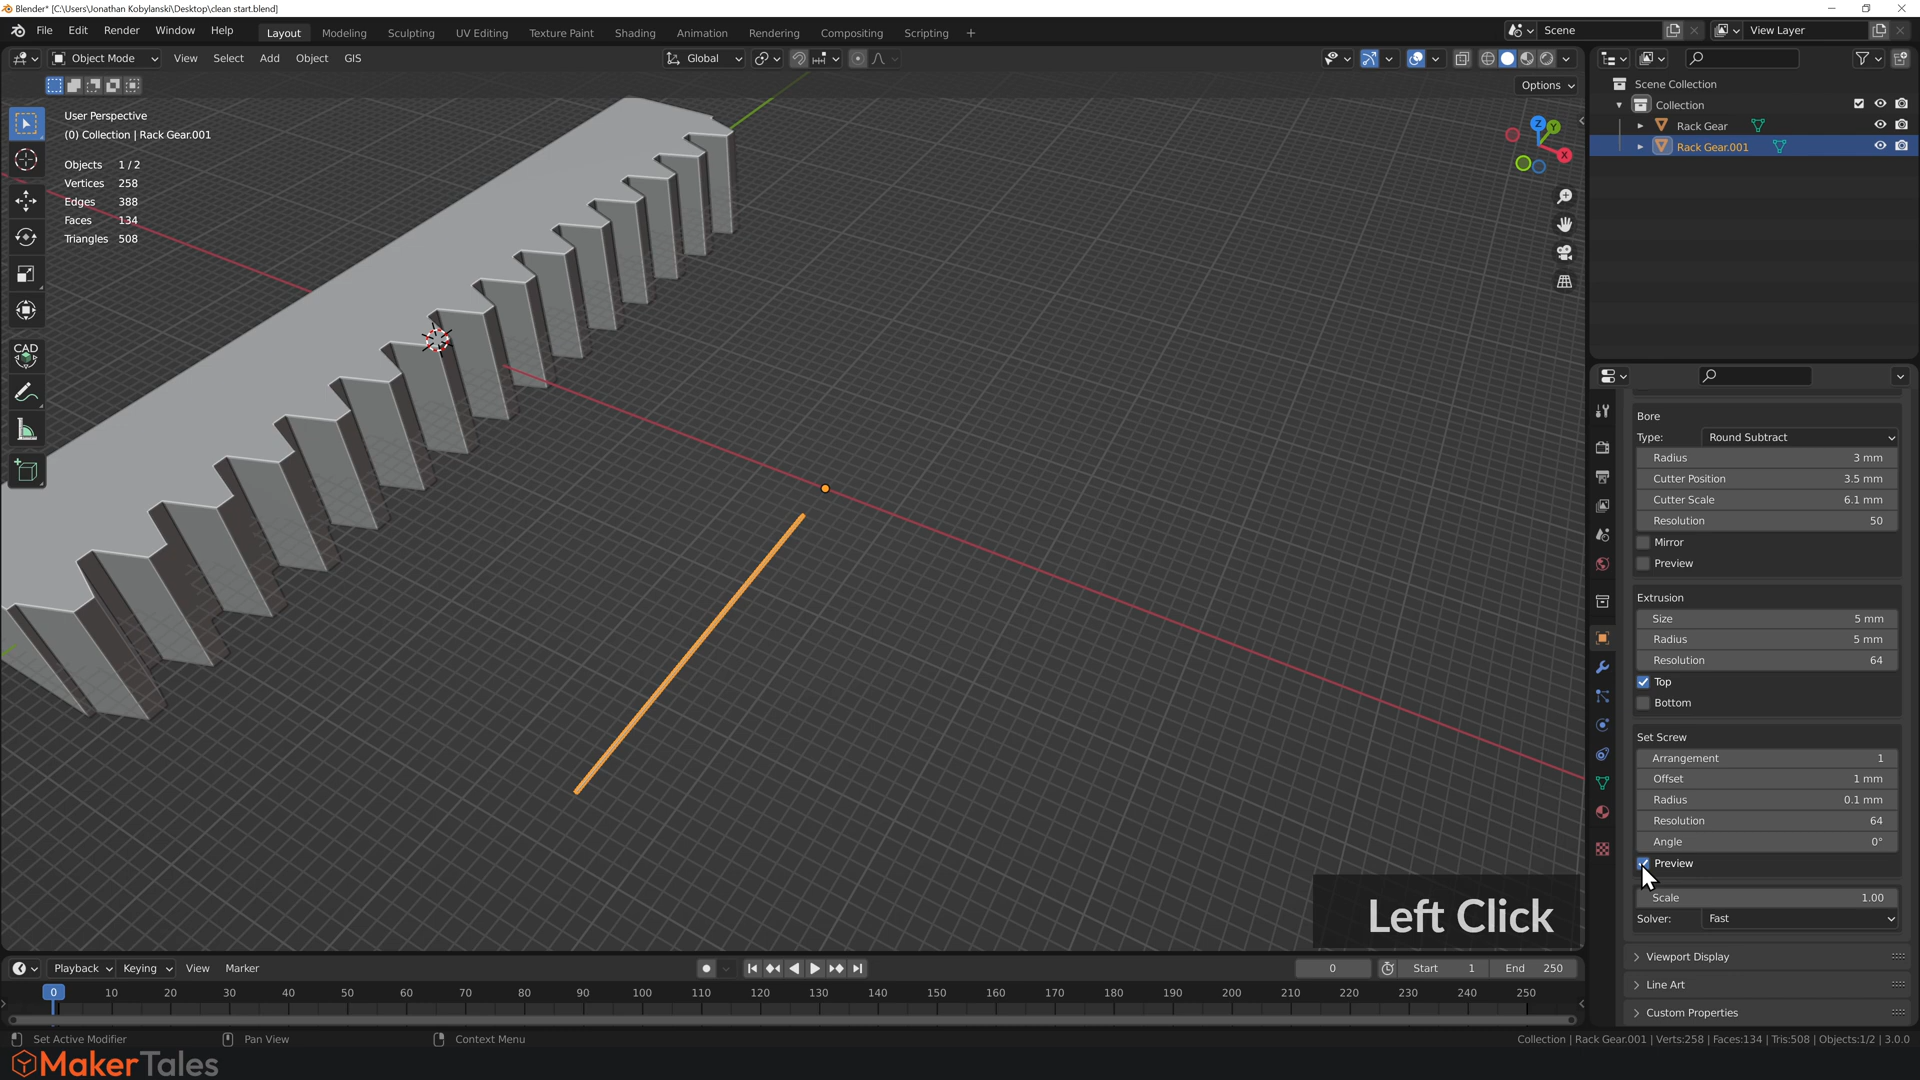 Blender* [C:\Users\Jonathan Kobylanski\Desktop\clean start.blend]
File Edit Render Window Help Layout Modeling Sculpting UV Editing Texture Paint Shading Animation Rendering Compositing Scripting + Scene View Layer
Object Mode View Select Add Object GIS Global
Options
User Perspective
(0) Collection | Rack Gear.001
Objects 1 / 2
Vertices 258
Edges 388
Faces 134
Triangles 508
CAD
Z
Y
X
Scene Collection
Collection
Rack Gear
Rack Gear.001
Bore
Type: Round Subtract
Radius 3 mm
Cutter Position 3.5 mm
Cutter Scale 6.1 mm
Resolution 50
Mirror
Preview
Extrusion
Size 5 mm
Radius 5 mm
Resolution 64
Top
Bottom
Set Screw
Arrangement 1
Offset 1 mm
Radius 0.1 mm
Resolution 64
Angle 0°
Preview
Scale 1.00
Solver: Fast
Viewport Display
Line Art
Custom Properties
Left Click
Playback Keying View Marker 0 Start 1 End 250
0 10 20 30 40 50 60 70 80 90 100 110 120 130 140 150 160 170 180 190 200 210 220 230 240 250
Set Active Modifier Pan View Context Menu Collection | Rack Gear.001 | Verts:258 | Faces:134 | Tris:508 | Objects:1/2 | 3.0.0
MakerTales